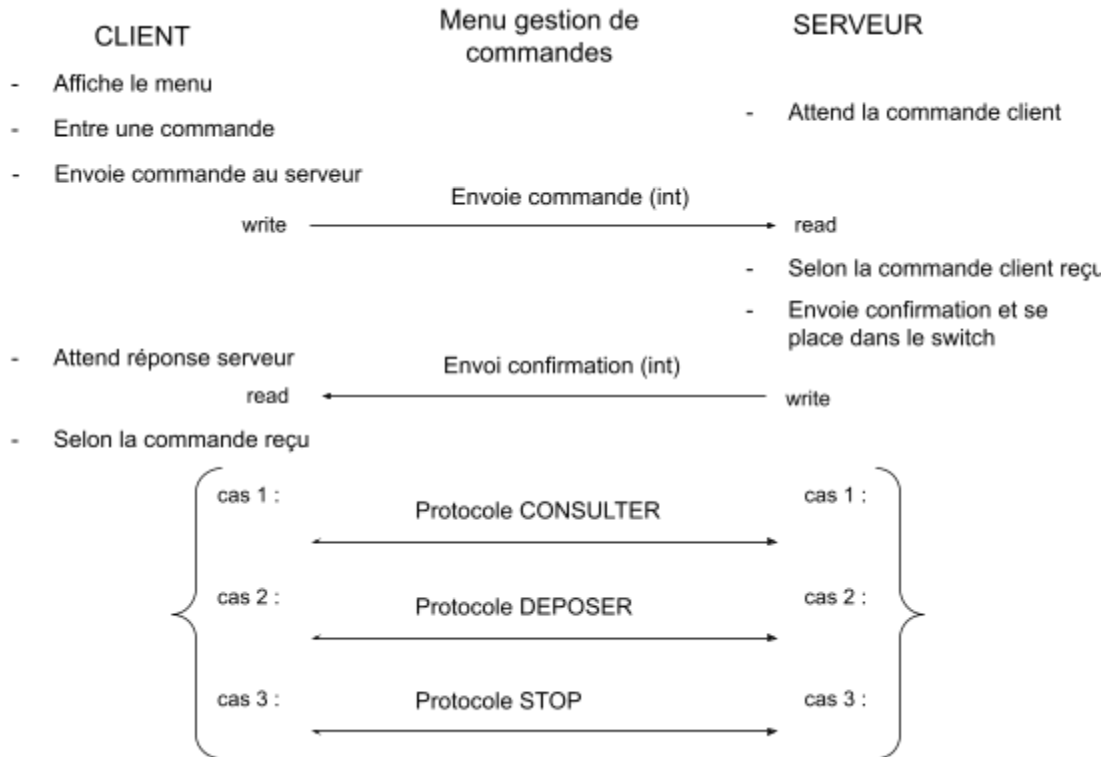 CLIENT
Menu gestion de
commandes
SERVEUR
- Affiche le menu
- Attend la commande client
- Entre une commande
- Envoie commande au serveur
Envoie commande (int)
write
read
- Selon la commande client reçu
- Envoie confirmation et se
place dans le switch
- Attend réponse serveur
Envoi confirmation (int)
read
write
- Selon la commande reçu
cas 1 :
Protocole CONSULTER
cas 1 :
cas 2 :
Protocole DEPOSER
cas 2 :
cas 3 :
Protocole STOP
cas 3 :